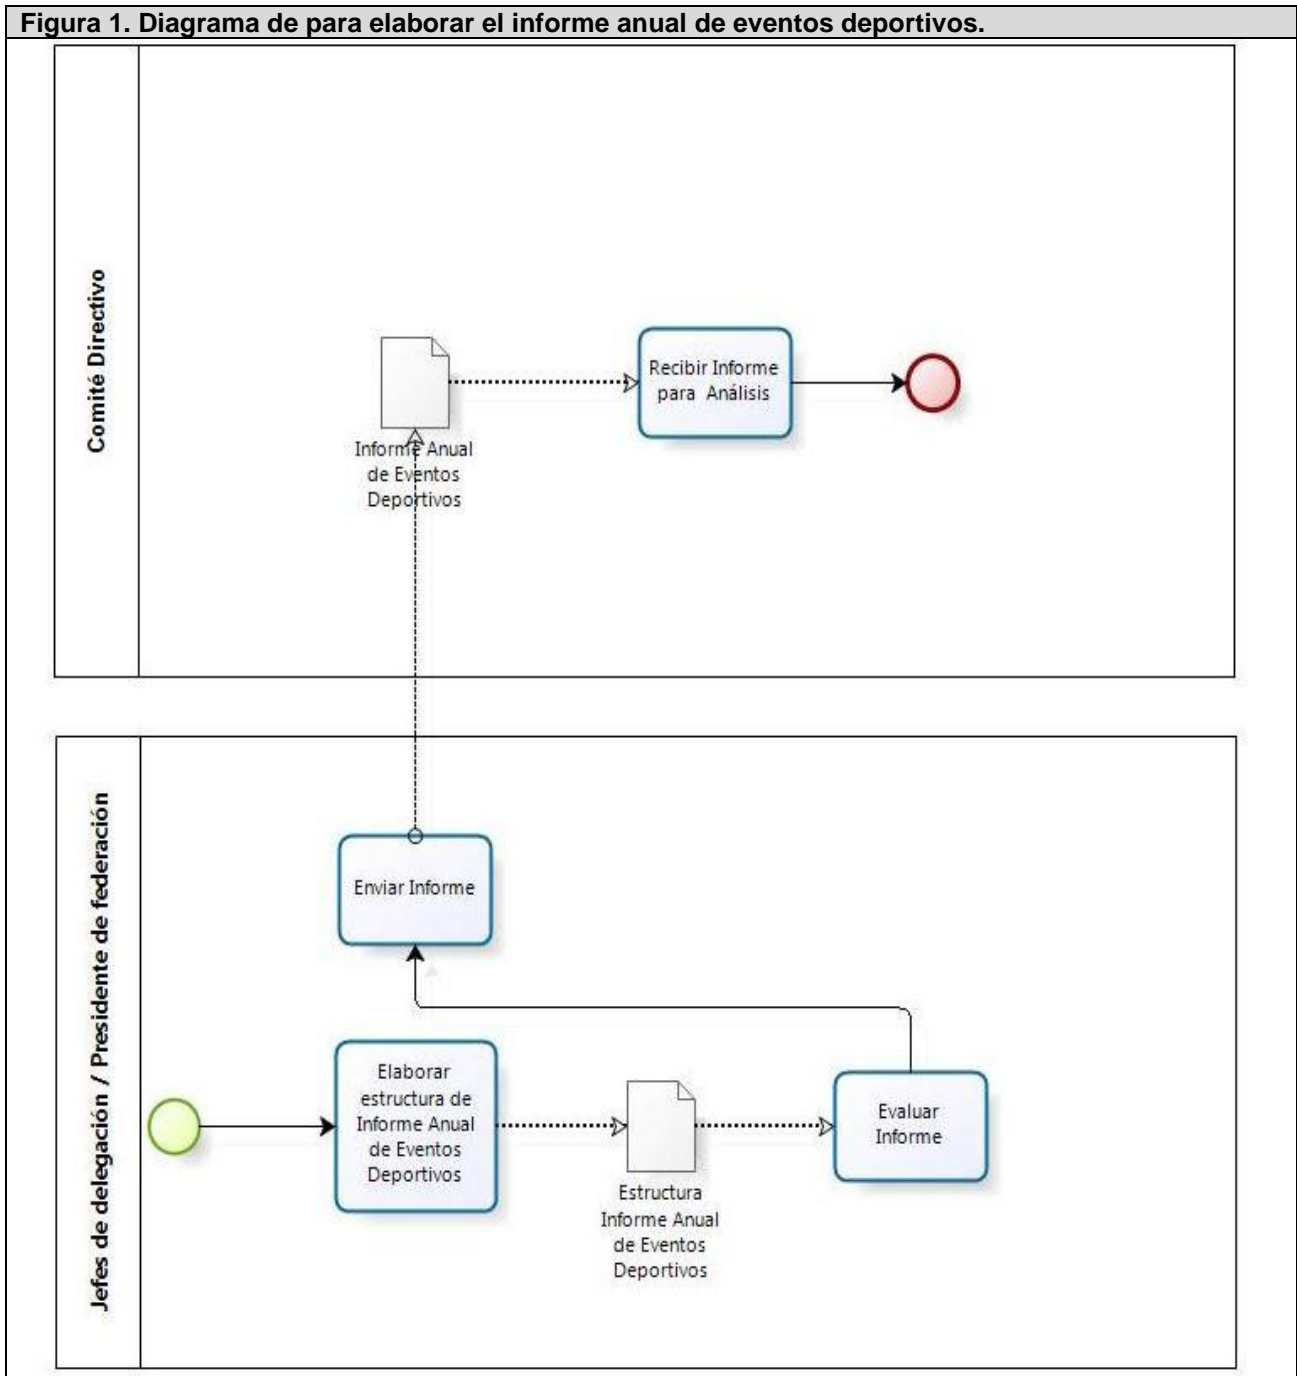 Figura 1. Diagrama de para elaborar el informe anual de eventos deportivos.
Comité Directivo
Informe Anual
de Eventos
Deportivos
Recibir Informe
para Análisis
Jefes de delegación / Presidente de federación
Enviar Informe
Elaborar
estructura de
Informe Anual
de Eventos
Deportivos
Estructura
Informe Anual
de Eventos
Deportivos
Evaluar
Informe